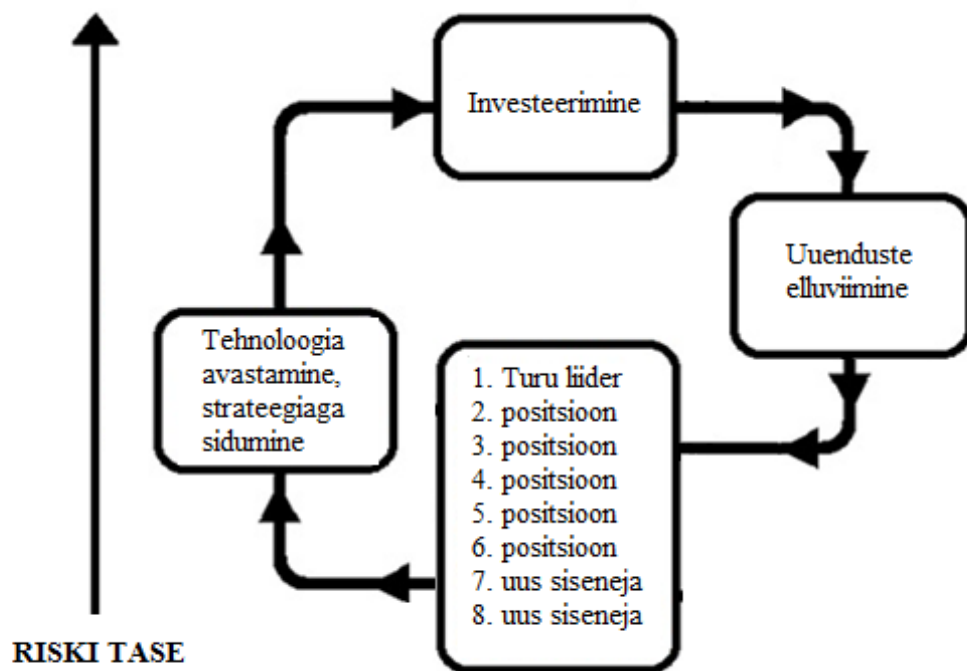 Investeerimine
Uuenduste
elluviimine
Tehnoloogia
avastamine,
strateegiaga
sidumine
1. Turu liider
2. positsioon
3. positsioon
4. positsioon
5. positsioon
6. positsioon
7. uus siseneja
8. uus siseneja
RISKI TASE